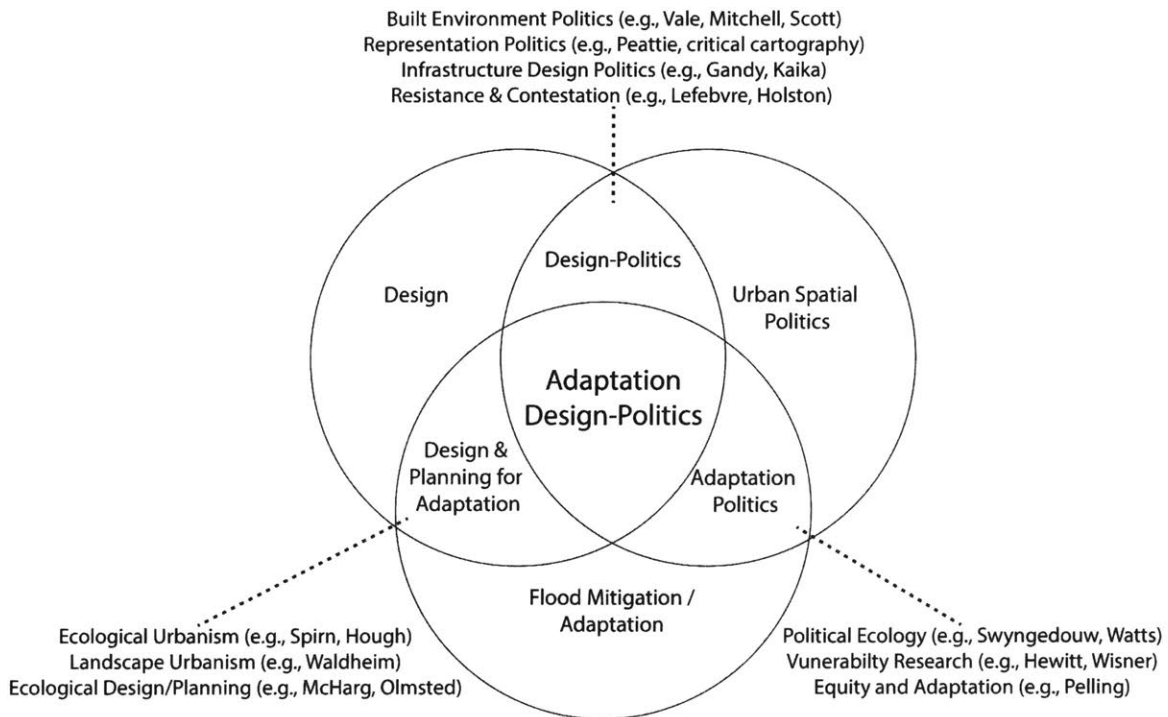 Built Environment Politics (e.g., Vale, Mitchell, Scott)
Representation Politics (e.g., Peattie, critical cartography)
Infrastructure Design Politics (e.g., Gandy, Kaika)
Resistance & Contestation (e.g., Lefebvre, Holston)
Design-Politics
Design
Urban Spatial
Politics
Adaptation
Design-Politics
Design &
Planning for
Adaptation
Adaptation
Politics
Flood Mitigation /
Adaptation
Ecological Urbanism (e.g., Spirn, Hough)
Landscape Urbanism (e.g., Waldheim)
Ecological Design/Planning (e.g., McHarg, Olmsted)
Political Ecology (e.g., Swyngedouw, Watts)
Vunerabilty Research (e.g., Hewitt, Wisner)
Equity and Adaptation (e.g., Pelling)